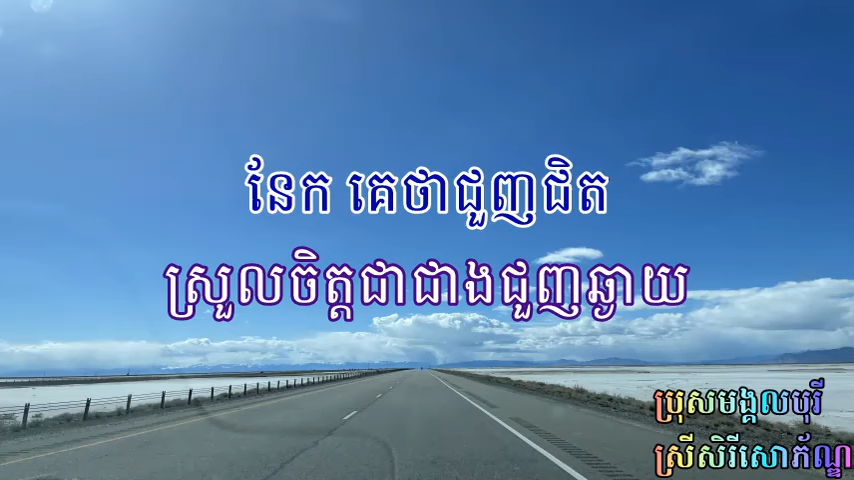 នែក គេថាជួញជិត
ស្រួលចិត្តជាជាងជួញឆ្ងាយ
ប្រុសមង្គលបុរី
ស្រីសិរីសោភ័ណ្ឌ